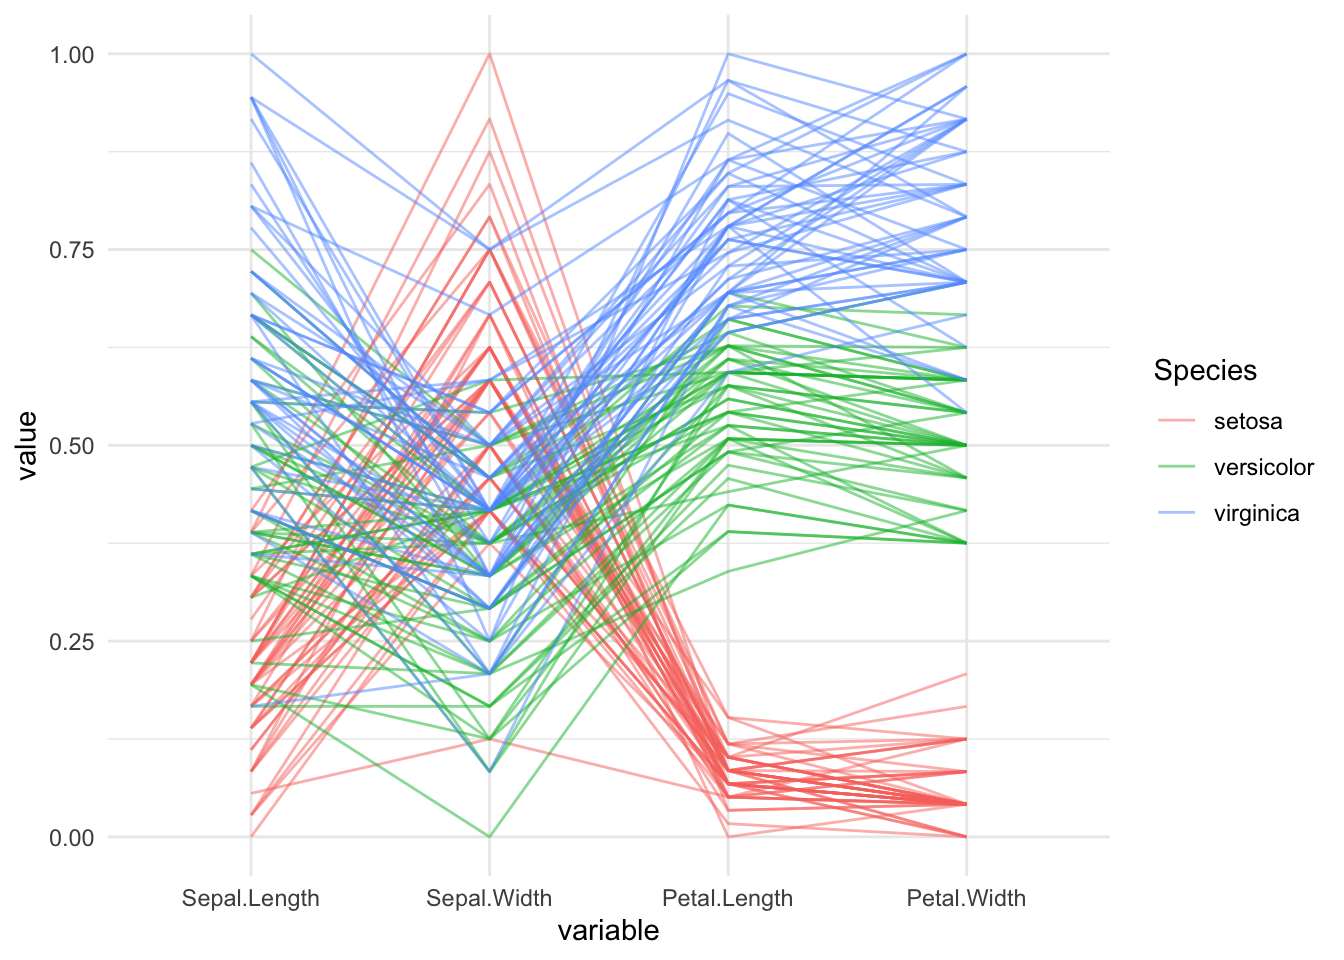 1.00
0.75
0.50
0.25
0.00
value
Sepal.Length Sepal.Width Petal.Length Petal.Width
variable
Species
setosa
versicolor
virginica